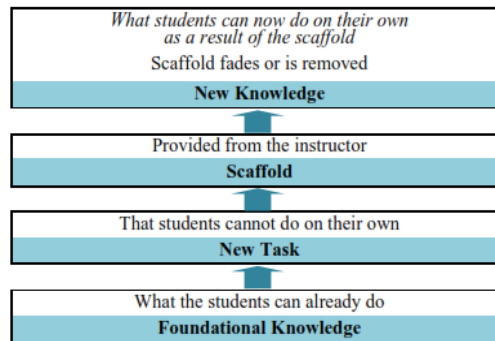 What students can now do on their own
as a result of the scaffold
Scaffold fades or is removed
New Knowledge
Provided from the instructor
Scaffold
That students cannot do on their own
New Task
What the students can already do
Foundational Knowledge